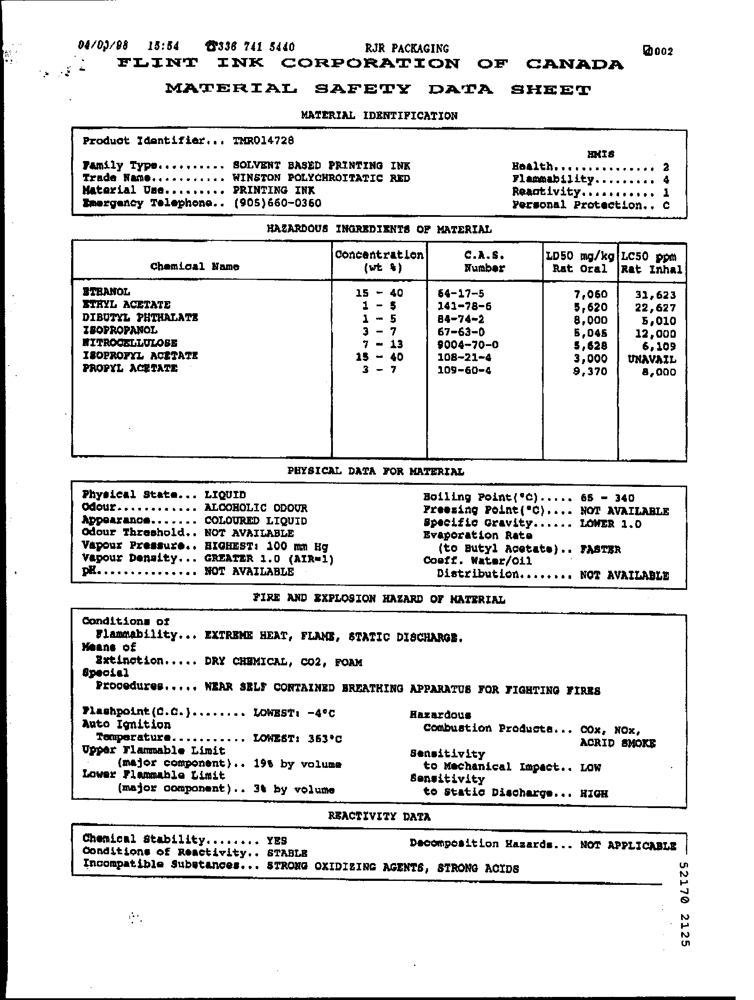 04/03/98 15:54 ☎336 741 5440 RJR PACKAGING 002
FLINT INK CORPORATION OF CANADA
MATERIAL SAFETY DATA SHEET
MATERIAL IDENTIFICATION
Product Identifier... TMR014728
HMIS
Family Type.......... SOLVENT BASED PRINTING INK Health............... 2
Trade Name........... WINSTON POLYCHROITATIC RED Flammability......... 4
Material Use......... PRINTING INK Reactivity........... 1
Emergency Telephone.. (905)660-0360 Personal Protection.. C
HAZARDOUS INGREDIENTS OF MATERIAL
Chemical Name Concentration (wt %) C.A.S. Number LD50 mg/kg Rat Oral LC50 ppm Rat Inhal
ETHANOL 15 - 40 64-17-5 7,060 31,623
ETHYL ACETATE 1 - 5 141-78-6 5,620 22,627
DIBUTYL PHTHALATE 1 - 5 84-74-2 8,000 5,010
ISOPROPANOL 3 - 7 67-63-0 5,045 12,000
NITROCELLULOSE 7 - 13 9004-70-0 5,628 6,109
ISOPROPYL ACETATE 15 - 40 108-21-4 3,000 UNAVAIL
PROPYL ACETATE 3 - 7 109-60-4 9,370 8,000
PHYSICAL DATA FOR MATERIAL
Physical State... LIQUID Boiling Point(°C)..... 65 - 340
Odour............ ALCOHOLIC ODOUR Freezing Point(°C).... NOT AVAILABLE
Appearance....... COLOURED LIQUID Specific Gravity...... LOWER 1.0
Odour Threshold.. NOT AVAILABLE Evaporation Rate
Vapour Pressure.. HIGHEST: 100 mm Hg (to Butyl Acetate).. FASTER
Vapour Density... GREATER 1.0 (AIR=1) Coeff. Water/Oil
pH............... NOT AVAILABLE Distribution........ NOT AVAILABLE
FIRE AND EXPLOSION HAZARD OF MATERIAL
Conditions of
Flammability... EXTREME HEAT, FLAME, STATIC DISCHARGE.
Means of
Extinction..... DRY CHEMICAL, CO2, FOAM
Special
Procedures..... WEAR SELF CONTAINED BREATHING APPARATUS FOR FIGHTING FIRES
Flashpoint(C.C.)........ LOWEST: -4°C Hazardous
Auto Ignition Combustion Products... COx, NOx,
Temperature........... LOWEST: 363°C ACRID SMOKE
Upper Flammable Limit Sensitivity
(major component).. 19% by volume to Mechanical Impact.. LOW
Lower Flammable Limit Sensitivity
(major component).. 3% by volume to Static Discharge... HIGH
REACTIVITY DATA
Chemical Stability........ YES Decomposition Hazards... NOT APPLICABLE
Conditions of Reactivity.. STABLE
Incompatible Substances... STRONG OXIDIZING AGENTS, STRONG ACIDS
52170 2125